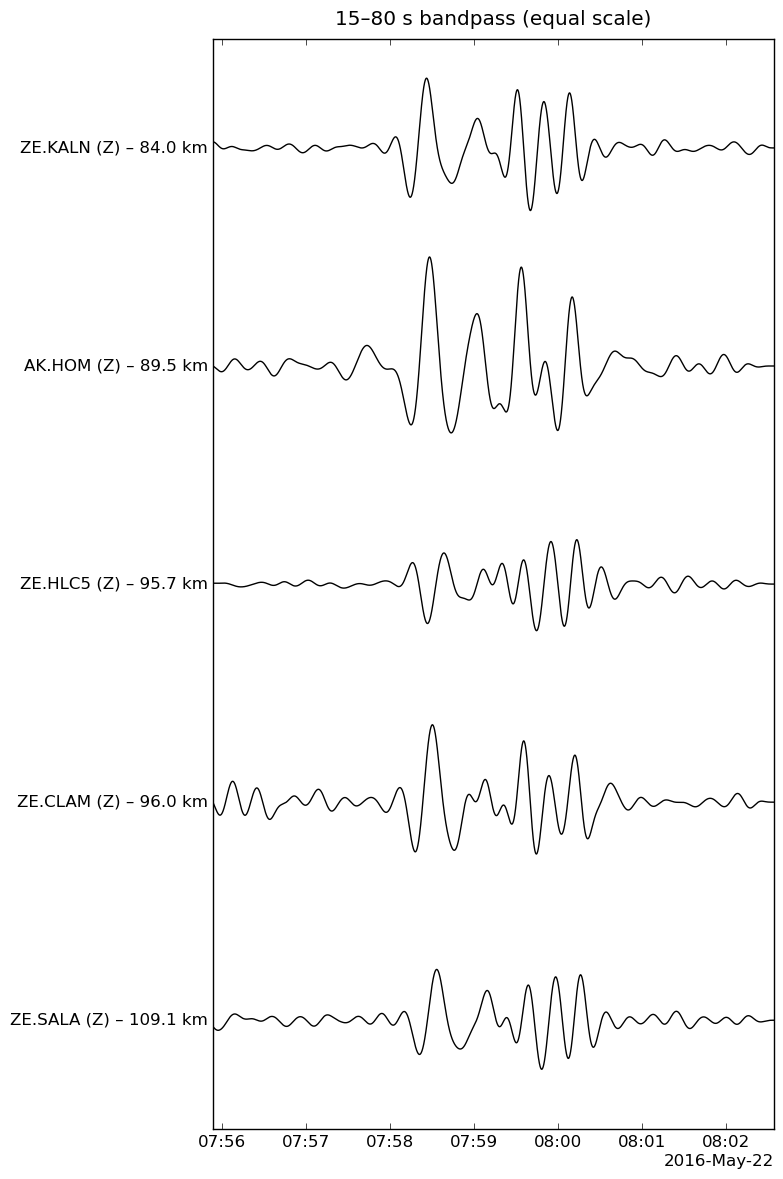 15–80 s bandpass (equal scale)
ZE.KALN (Z) – 84.0 km
AK.HOM (Z) – 89.5 km
ZE.HLC5 (Z) – 95.7 km
ZE.CLAM (Z) – 96.0 km
ZE.SALA (Z) – 109.1 km
07:56 07:57 07:58 07:59 08:00 08:01 08:02
2016-May-22